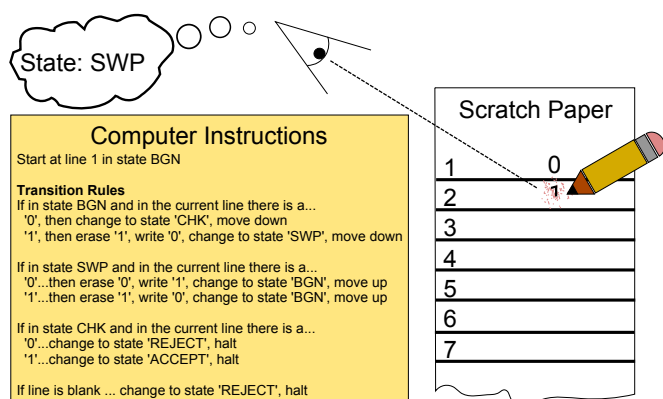 State: SWP
Computer Instructions
Start at line 1 in state BGN
Transition Rules
If in state BGN and in the current line there is a...
'0', then change to state 'CHK', move down
'1', then erase '1', write '0', change to state 'SWP', move down
If in state SWP and in the current line there is a...
'0'...then erase '0', write '1', change to state 'BGN', move up
'1'...then erase '1', write '0', change to state 'BGN', move up
If in state CHK and in the current line there is a...
'0'...change to state 'REJECT', halt
'1'...change to state 'ACCEPT', halt
If line is blank ... change to state 'REJECT', halt
Scratch Paper
1 0
2 1
3
4
5
6
7